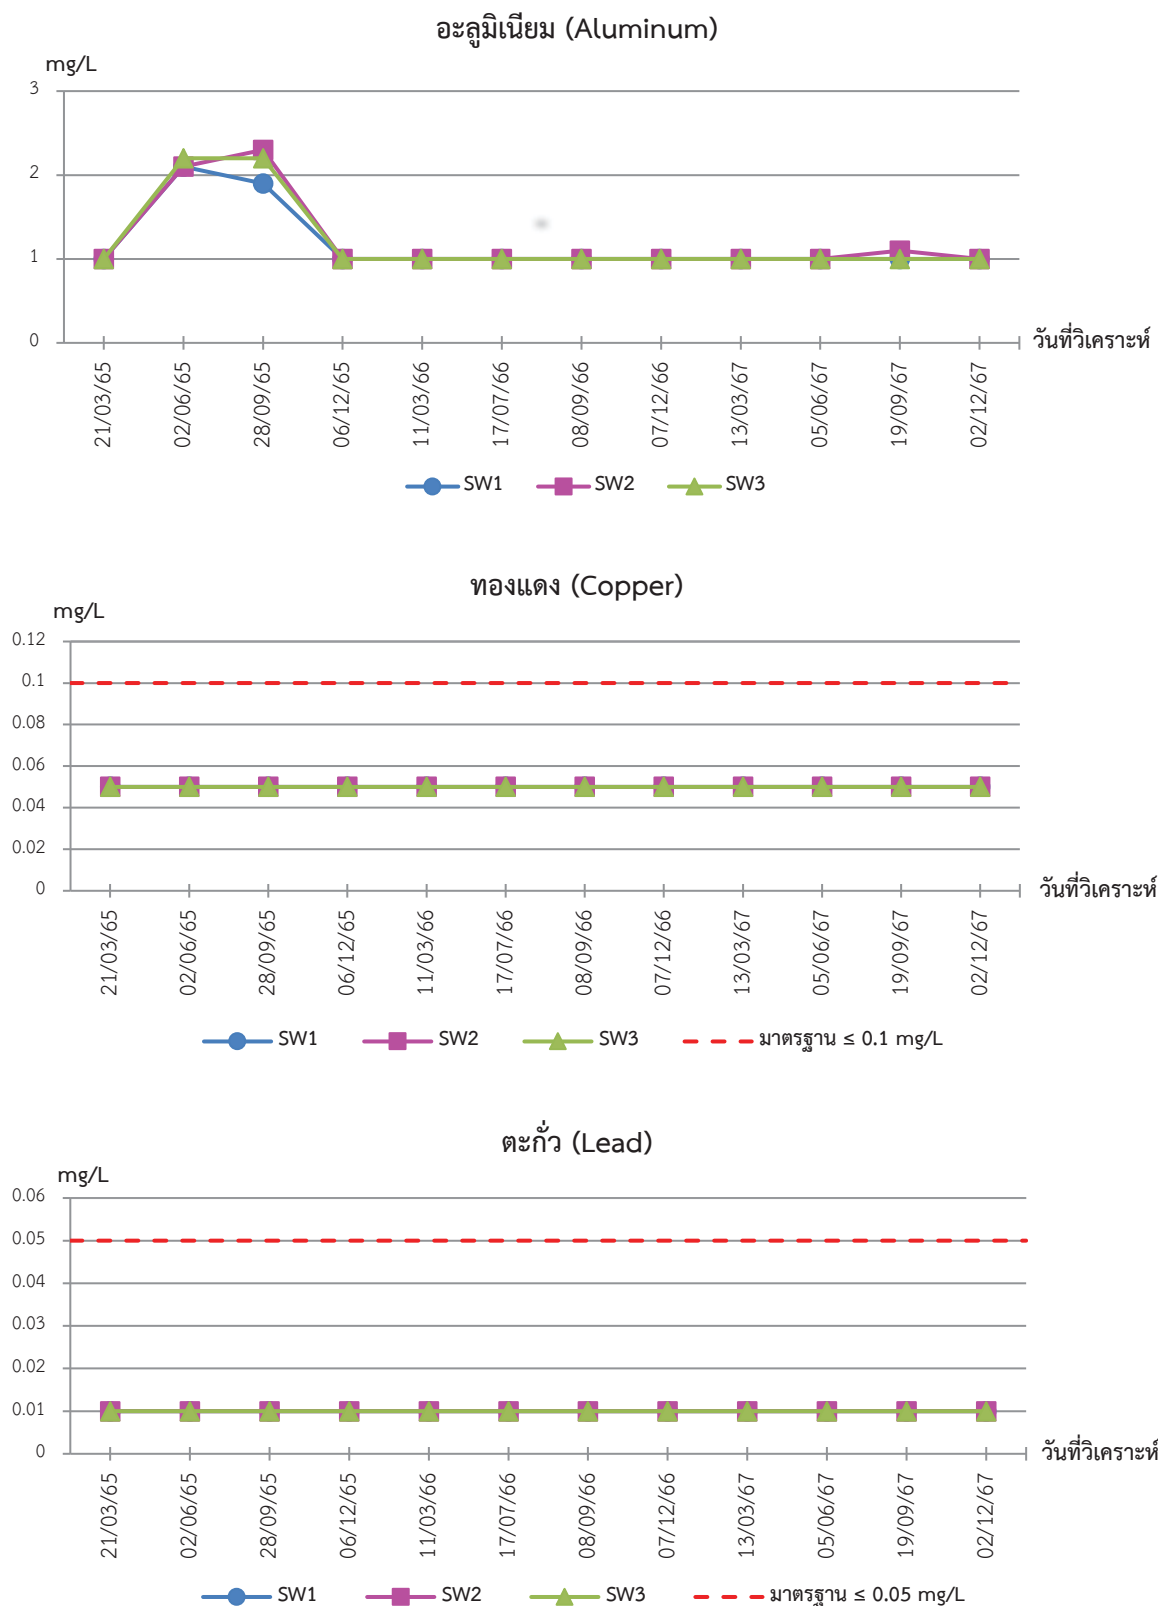 อะลูมิเนียม (Aluminum)
mg/L
3
2
1
0
วันที่วิเคราะห์
21/03/65 02/06/65 28/09/65 06/12/65 11/03/66 17/07/66 08/09/66 07/12/66 13/03/67 05/06/67 19/09/67 02/12/67
SW1 SW2 SW3
ทองแดง (Copper)
mg/L
0.12
0.1
0.08
0.06
0.04
0.02
0
วันที่วิเคราะห์
21/03/65 02/06/65 28/09/65 06/12/65 11/03/66 17/07/66 08/09/66 07/12/66 13/03/67 05/06/67 19/09/67 02/12/67
SW1 SW2 SW3 มาตรฐาน ≤ 0.1 mg/L
ตะกั่ว (Lead)
mg/L
0.06
0.05
0.04
0.03
0.02
0.01
0
วันที่วิเคราะห์
21/03/65 02/06/65 28/09/65 06/12/65 11/03/66 17/07/66 08/09/66 07/12/66 13/03/67 05/06/67 19/09/67 02/12/67
SW1 SW2 SW3 มาตรฐาน ≤ 0.05 mg/L